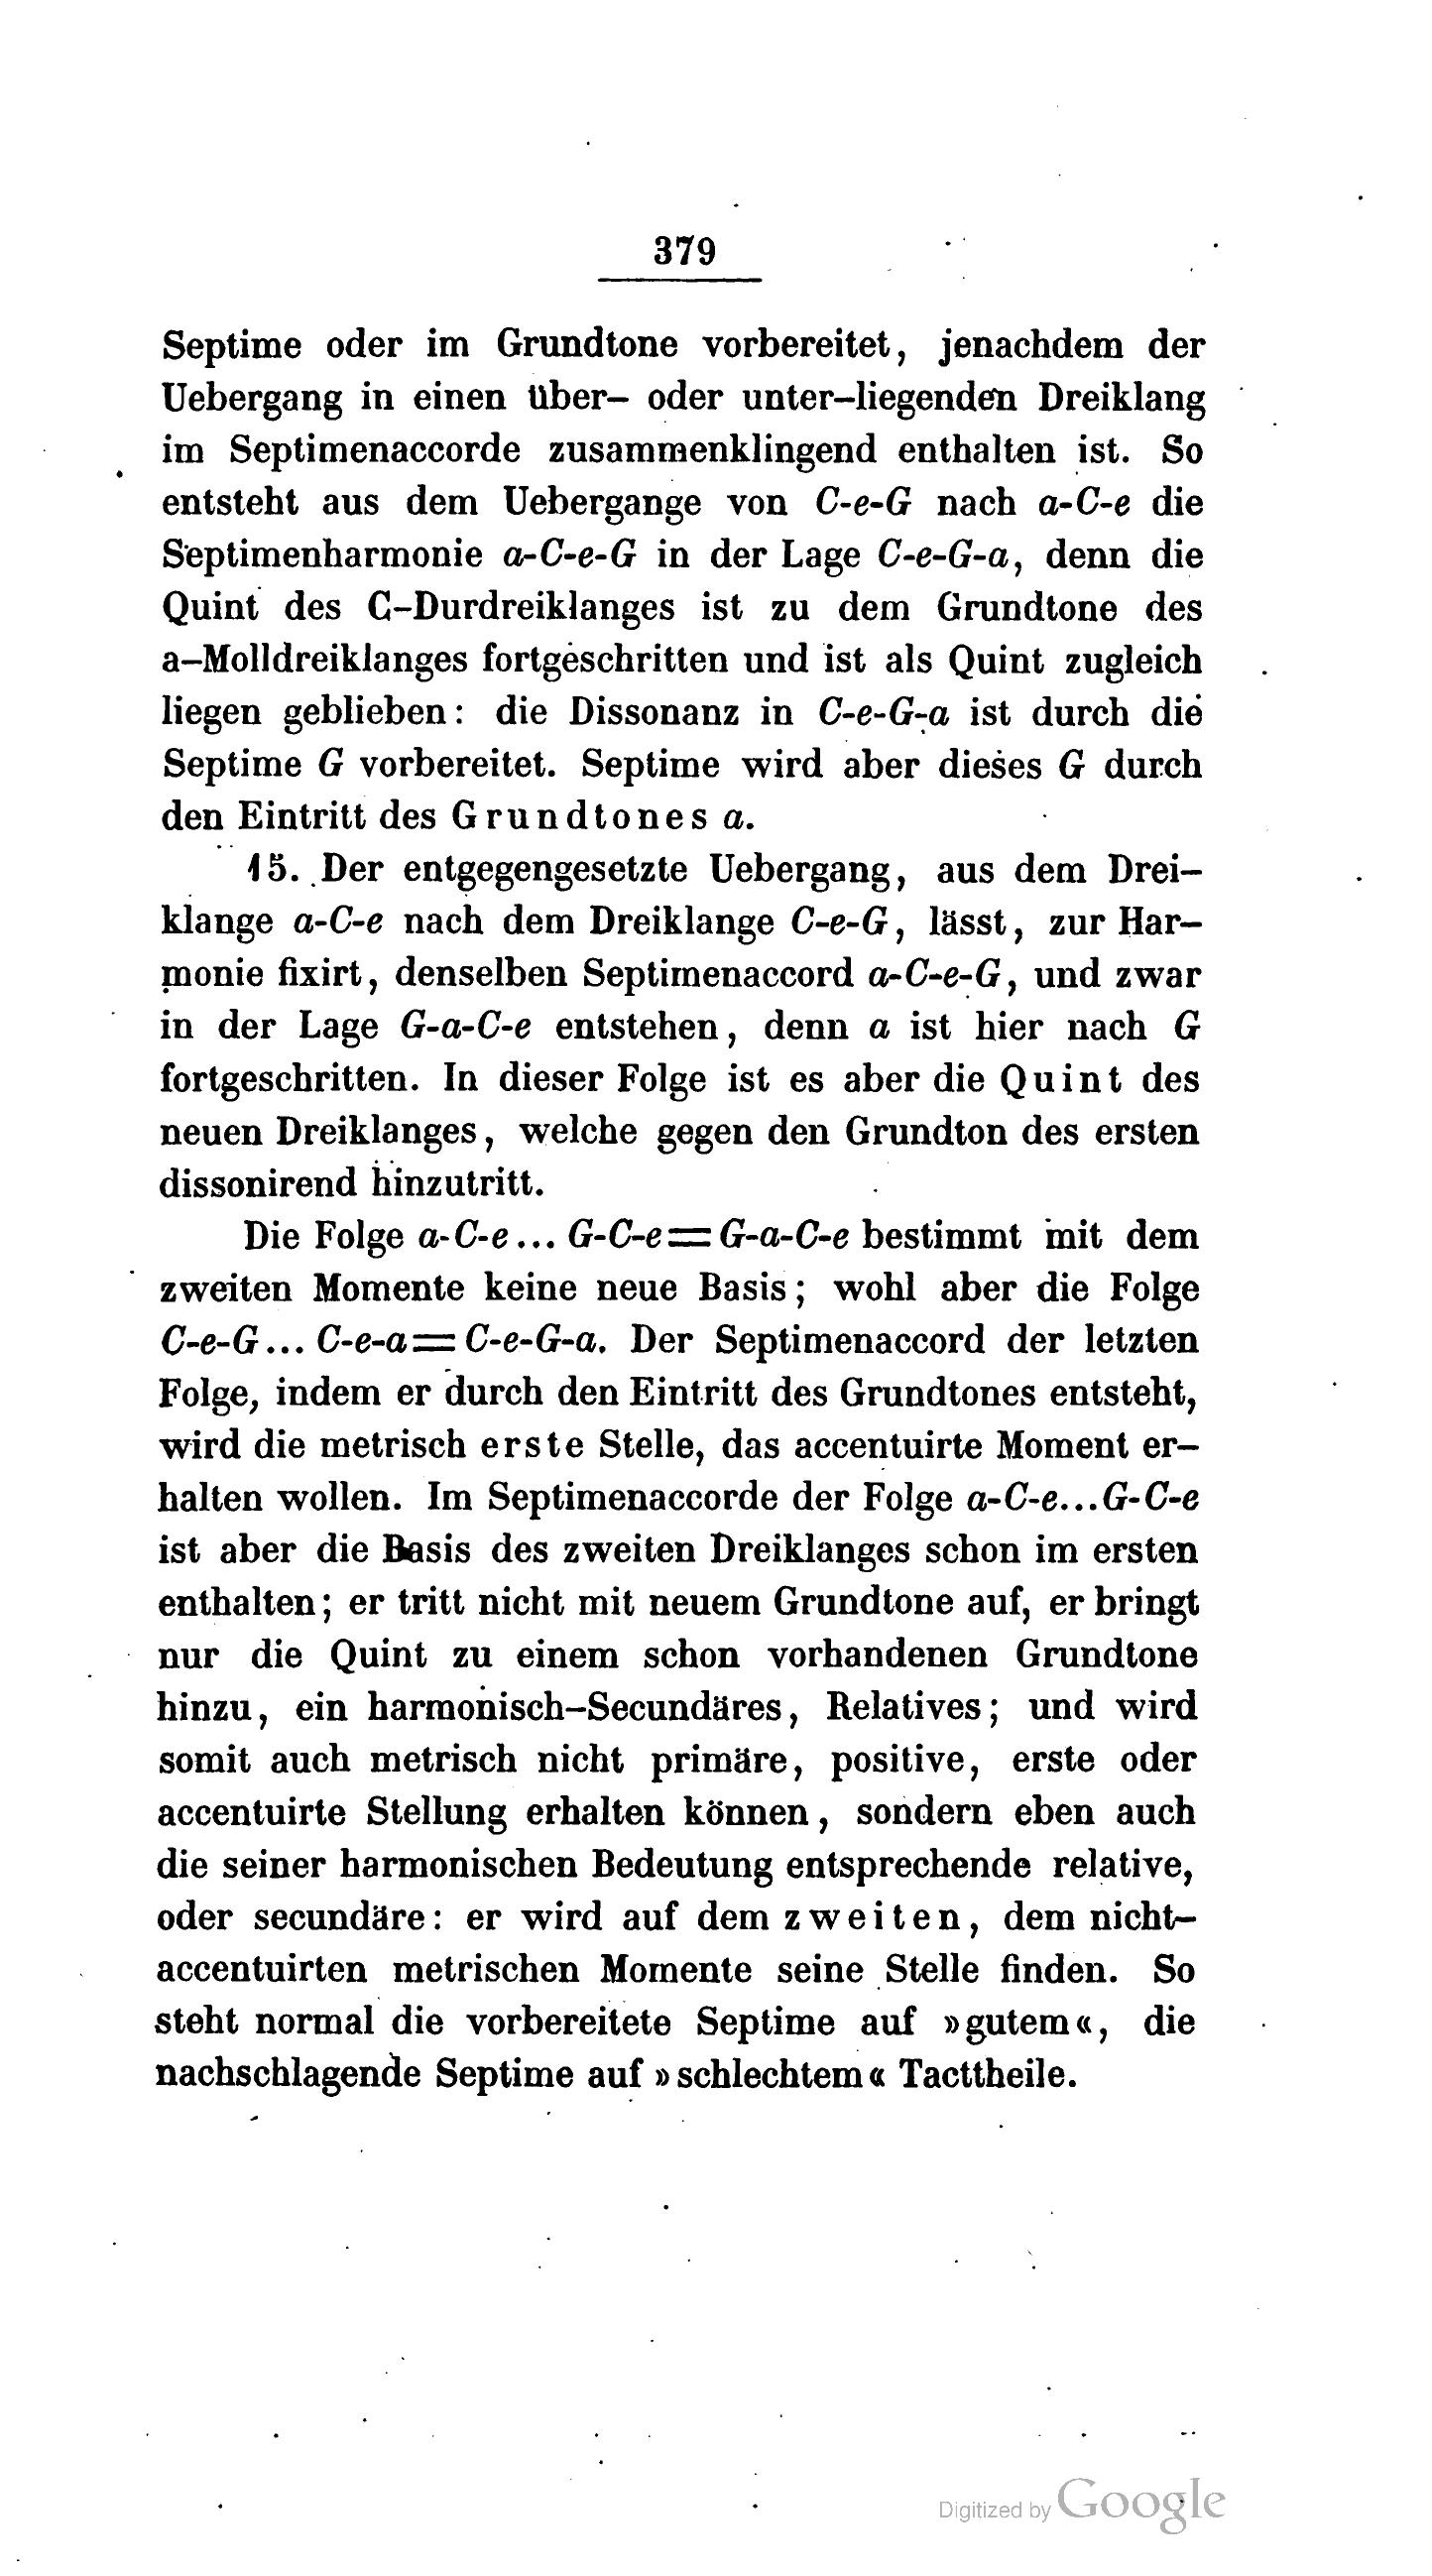 379
Septime oder im Grundtone vorbereitet, jenachdem der
Uebergang in einen über- oder unter-liegenden Dreiklang
im Septimenaccorde zusammenklingend enthalten ist. So
entsteht aus dem Uebergange von C-e-G nach a-C-e die
Septimenharmonie a-C-e-G in der Lage C-e-G-a, denn die
Quint des C-Durdreiklanges ist zu dem Grundtone des
a-Molldreiklanges fortgeschritten und ist als Quint zugleich
liegen geblieben: die Dissonanz in C-e-G-a ist durch die
Septime G vorbereitet. Septime wird aber dieses G durch
den Eintritt des Grundtones a.
15. Der entgegengesetzte Uebergang, aus dem Drei-
klange a-C-e nach dem Dreiklange C-e-G, lässt, zur Har-
monie fixirt, denselben Septimenaccord a-C-e-G, und zwar
in der Lage G-a-C-e entstehen, denn a ist hier nach G
fortgeschritten. In dieser Folge ist es aber die Quint des
neuen Dreiklanges, welche gegen den Grundton des ersten
dissonirend hinzutritt.
Die Folge a-C-e... G-C-e=G-a-C-e bestimmt mit dem
zweiten Momente keine neue Basis; wohl aber die Folge
C-e-G... C-e-a=C-e-G-a. Der Septimenaccord der letzten
Folge, indem er durch den Eintritt des Grundtones entsteht,
wird die metrisch erste Stelle, das accentuirte Moment er-
halten wollen. Im Septimenaccorde der Folge a-C-e...G-C-e
ist aber die Basis des zweiten Dreiklanges schon im ersten
enthalten; er tritt nicht mit neuem Grundtone auf, er bringt
nur die Quint zu einem schon vorhandenen Grundtone
hinzu, ein harmonisch-Secundäres, Relatives; und wird
somit auch metrisch nicht primäre, positive, erste oder
accentuirte Stellung erhalten können, sondern eben auch
die seiner harmonischen Bedeutung entsprechende relative,
oder secundäre: er wird auf dem zweiten, dem nicht-
accentuirten metrischen Momente seine Stelle finden. So
steht normal die vorbereitete Septime auf »gutem«, die
nachschlagende Septime auf »schlechtem« Tacttheile.
Digitized by Google